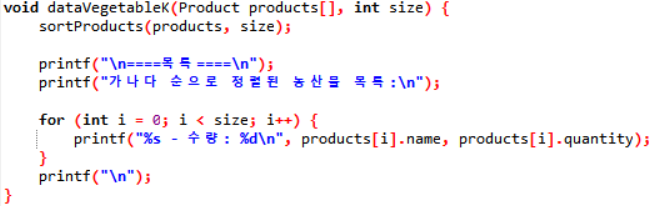 void dataVegetableK(Product products[], int size) {
    sortProducts(products, size);

    printf("\n====목록====\n");
    printf("가나다 순으로 정렬된 농산물 목록:\n");

    for (int i = 0; i < size; i++) {
        printf("%s - 수량: %d\n", products[i].name, products[i].quantity);
    }
    printf("\n");
}